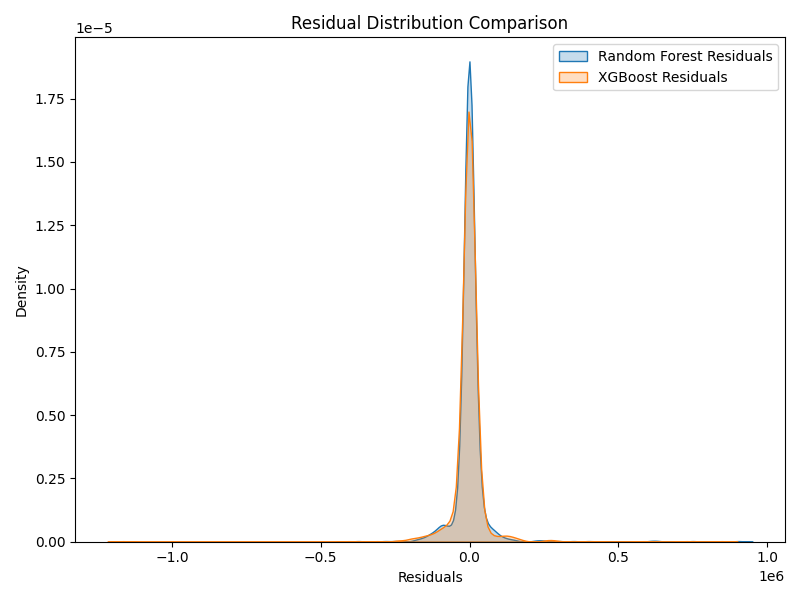 Residual Distribution Comparison
1e−5
Random Forest Residuals
XGBoost Residuals
1.75
1.50
1.25
1.00
0.75
0.50
0.25
0.00
Density
−1.0
−0.5
0.0
0.5
1.0
1e6
Residuals